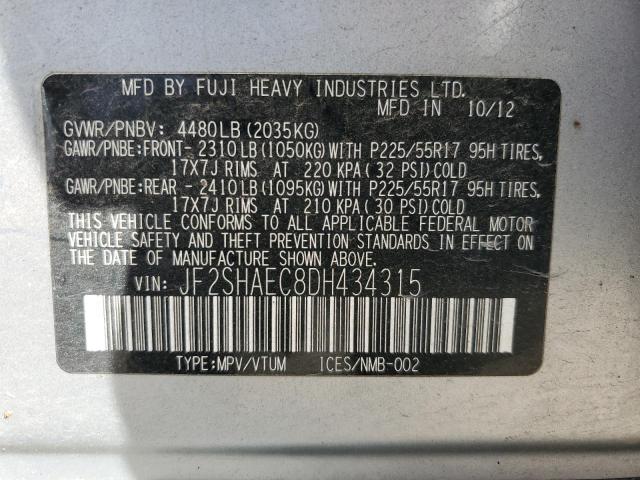 MFD BY FUJI HEAVY INDUSTRIES LTD.
MFD IN 10/12
GVWR/PNBV: 4480LB(2035KG)
GAWR/PNBE:FRONT- 2310LB(1050KG)WITH P225/55R17 95H TIRES,
17X7J RIMS AT 220 KPA(32 PSI)COLD
GAWR/PNBE:REAR - 2410LB(1095KG)WITH P225/55R17 95H TIRES,
17X7J RIMS AT 210 KPA(30 PSI)COLD
THIS VEHICLE CONFORMS TO ALL APPLICABLE FEDERAL MOTOR
VEHICLE SAFETY AND THEFT PREVENTION STANDARDS IN EFFECT ON
THE DATE OF MANUFACTURE SHOWN ABOVE.
VIN: JF2SHAEC8DH434315
TYPE:MPV/VTUM ICES/NMB-002